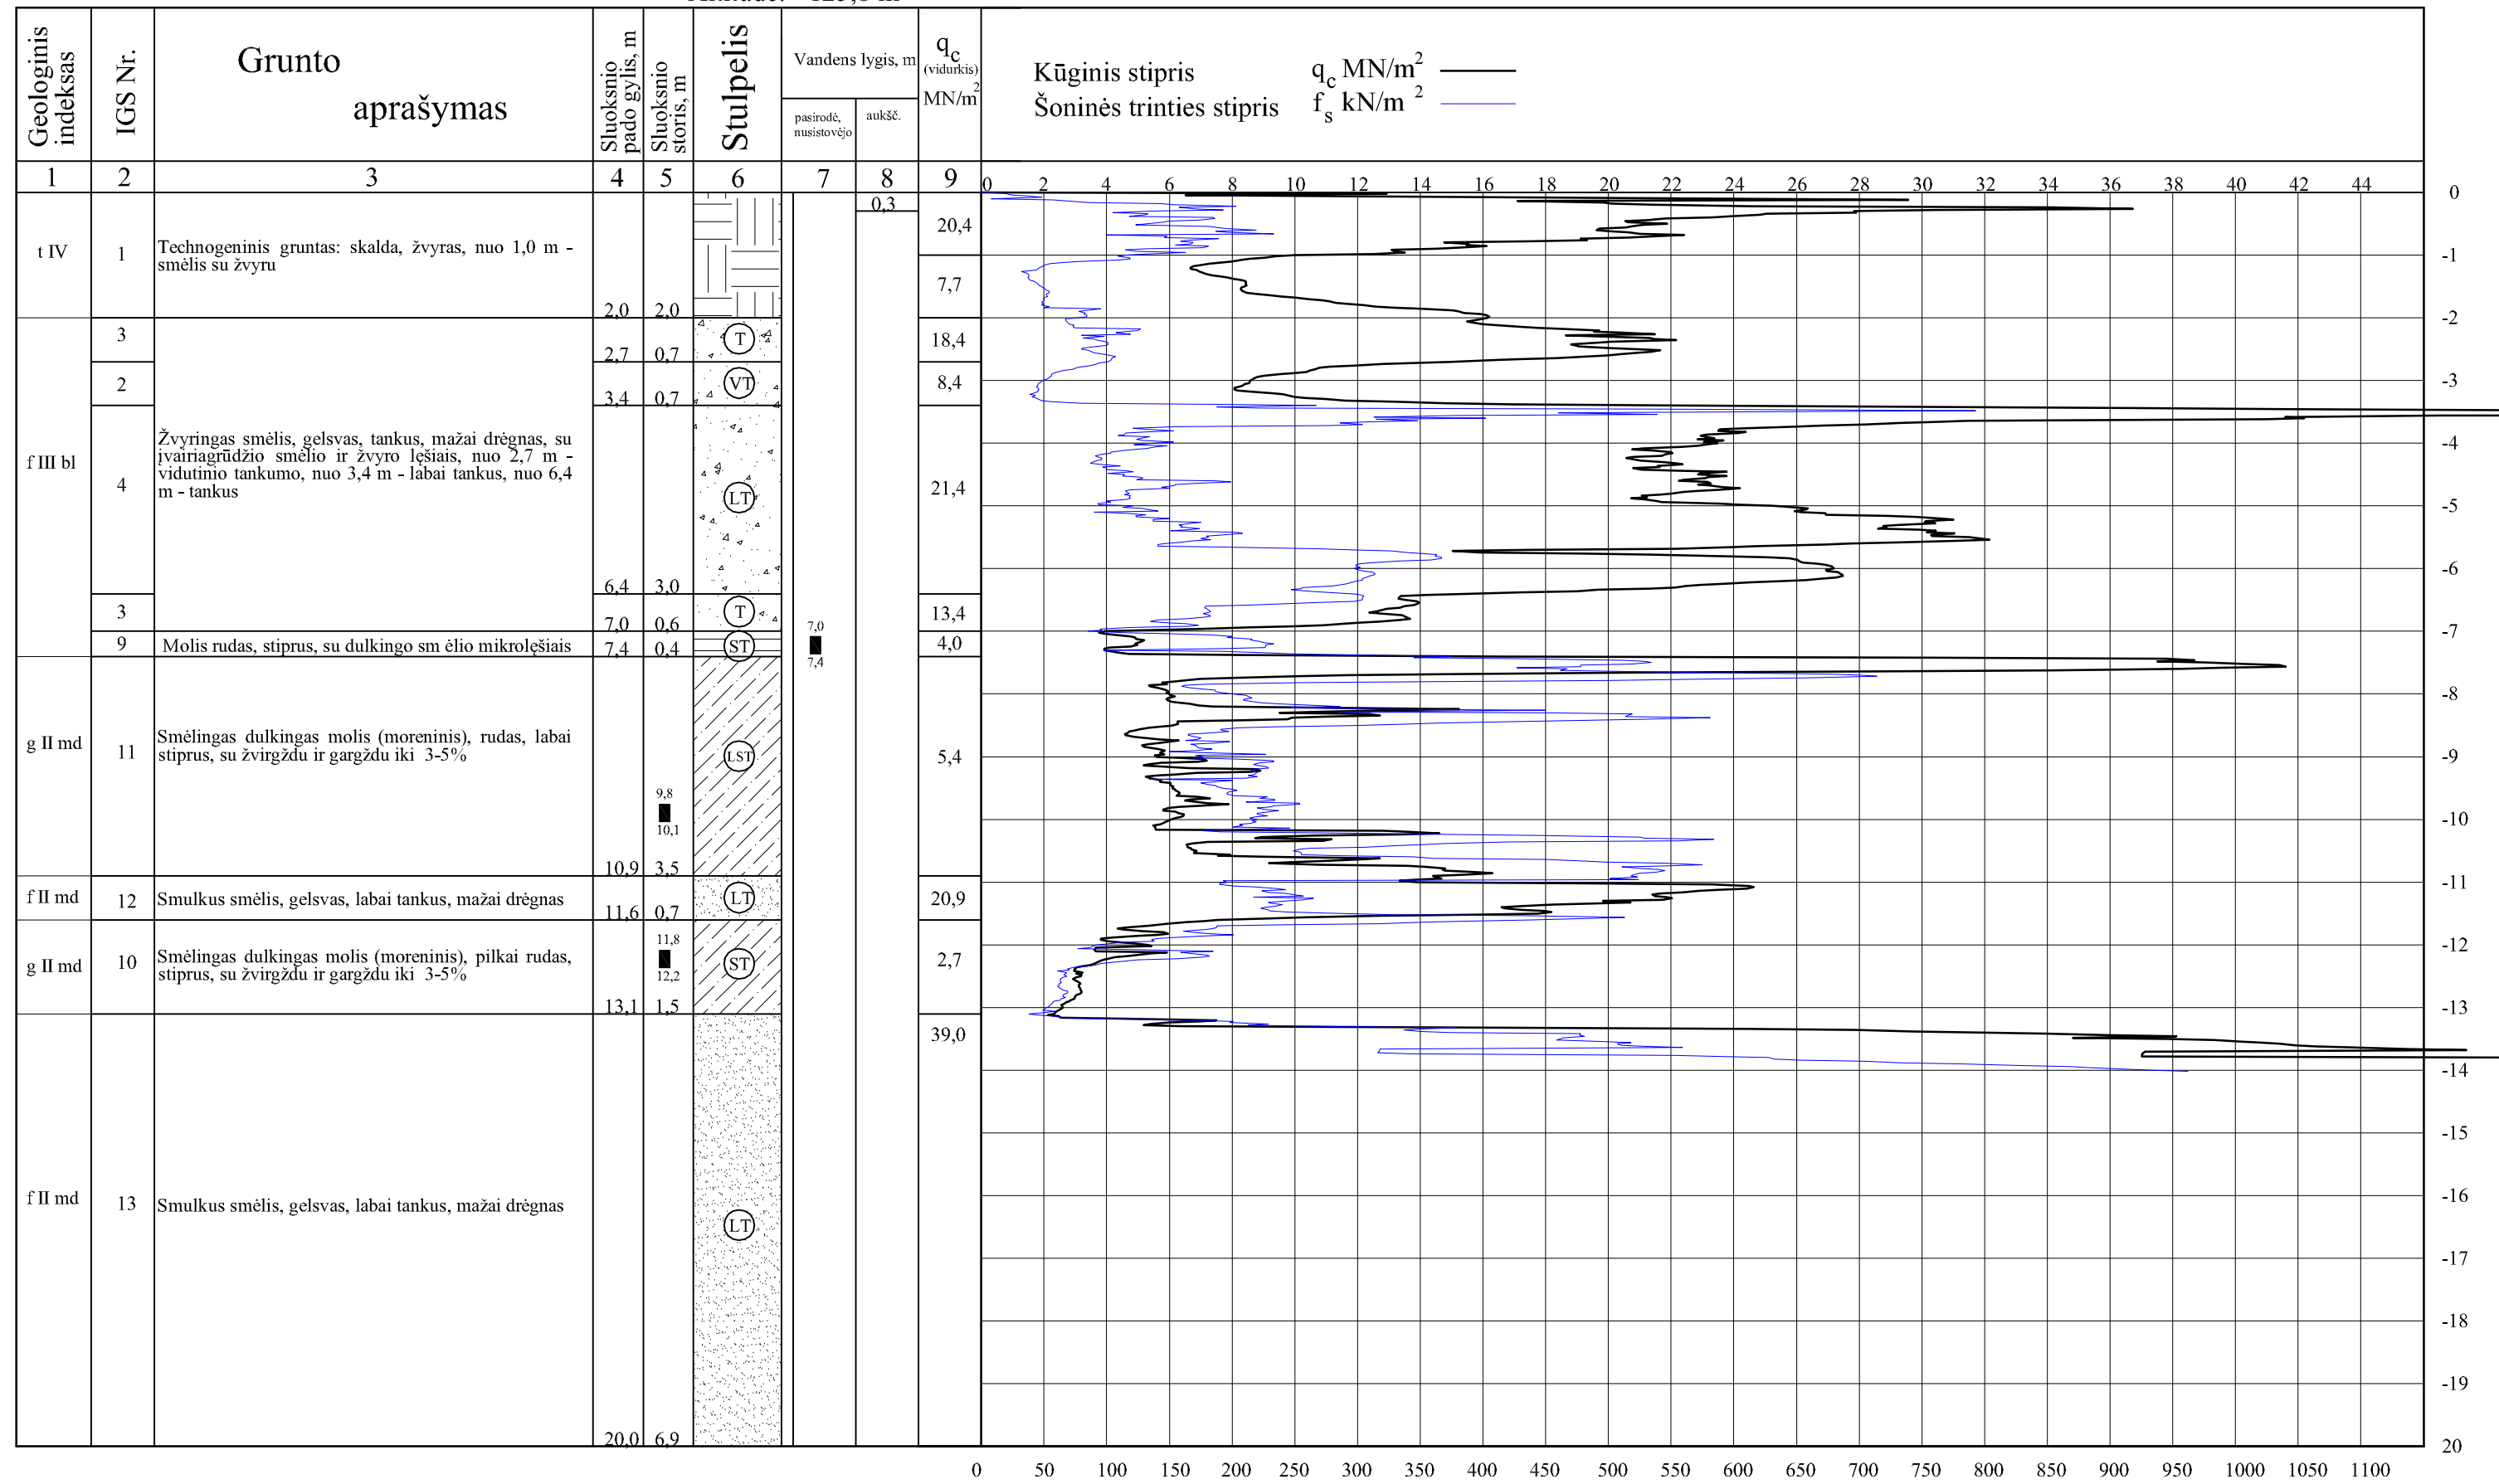 Geologinis
indeksas
IGS Nr.
Grunto
aprašymas
Sluoksnio
pado gylis, m
Sluoksnio
storis, m
Stulpelis
Vandens lygis, m
pasirodė,
nusistovėjo
aukšč.
q c
(vidurkis)
MN/m 2
Kūginis stipris q c MN/m 2
Šoninės trinties stipris f s kN/m 2
1 2 3 4 5 6 7 8 9
0 2 4 6 8 10 12 14 16 18 20 22 24 26 28 30 32 34 36 38 40 42 44
0
-1
-2
-3
-4
-5
-6
-7
-8
-9
-10
-11
-12
-13
-14
-15
-16
-17
-18
-19
20
0,3
20,4
t IV
1
Technogeninis gruntas: skalda, žvyras, nuo 1,0 m -
smėlis su žvyru
2,0 2,0
7,7
3
2,7 0,7
T
18,4
2
3,4 0,7
VT
8,4
f III bl
Žvyringas smėlis, gelsvas, tankus, mažai drėgnas, su
įvairiagrūdžio smėlio ir žvyro lęšiais, nuo 2,7 m -
vidutinio tankumo, nuo 3,4 m - labai tankus, nuo 6,4
m - tankus
4
6,4 3,0
LT
21,4
3
7,0 0,6
T
13,4
9
Molis rudas, stiprus, su dulkingo sm ėlio mikrolęšiais
7,4 0,4
ST
7,0
7,4
4,0
g II md
11
Smėlingas dulkingas molis (moreninis), rudas, labai
stiprus, su žvirgždu ir gargždu iki 3-5%
9,8
10,1
10,9 3,5
LST
5,4
f II md
12
Smulkus smėlis, gelsvas, labai tankus, mažai drėgnas
11,6 0,7
LT
20,9
g II md
10
Smėlingas dulkingas molis (moreninis), pilkai rudas,
stiprus, su žvirgždu ir gargždu iki 3-5%
11,8
12,2
13,1 1,5
ST
2,7
39,0
f II md
13
Smulkus smėlis, gelsvas, labai tankus, mažai drėgnas
LT
20,0 6,9
0 50 100 150 200 250 300 350 400 450 500 550 600 650 700 750 800 850 900 950 1000 1050 1100